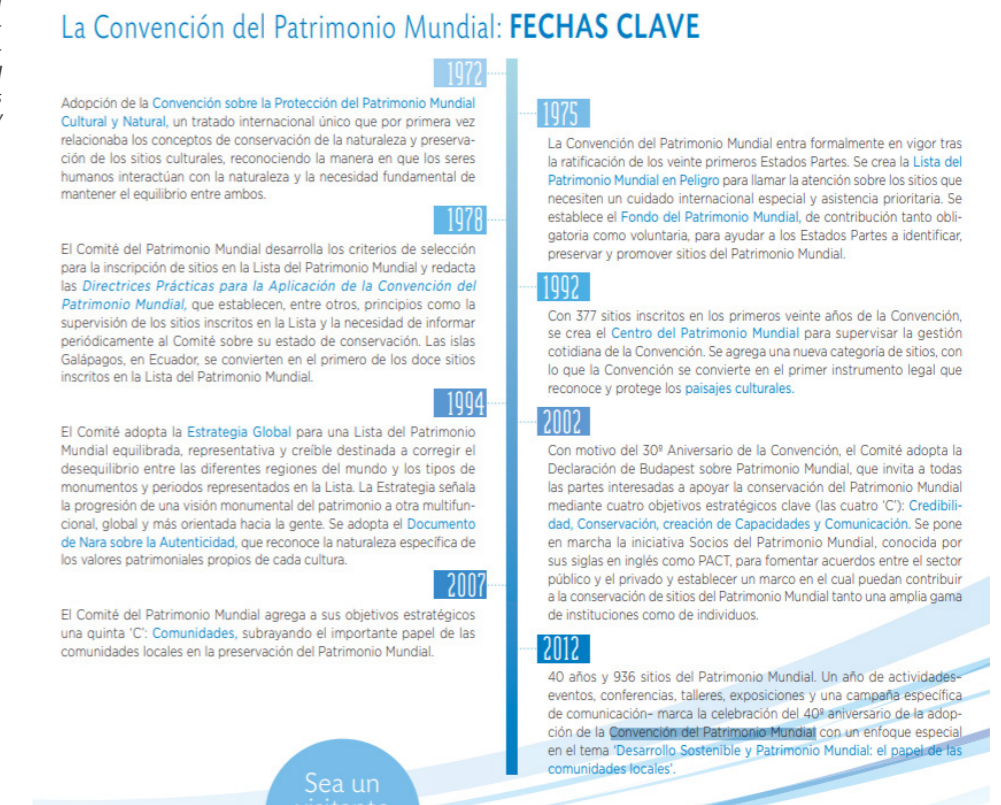 La Convención del Patrimonio Mundial: FECHAS CLAVE
1972
Adopción de la Convención sobre la Protección del Patrimonio Mundial
Cultural y Natural, un tratado internacional único que por primera vez
relacionaba los conceptos de conservación de la naturaleza y preserva-
ción de los sitios culturales, reconociendo la manera en que los seres
humanos interactúan con la naturaleza y la necesidad fundamental de
mantener el equilibrio entre ambos.
1975
La Convención del Patrimonio Mundial entra formalmente en vigor tras
la ratificación de los veinte primeros Estados Partes. Se crea la Lista del
Patrimonio Mundial en Peligro para llamar la atención sobre los sitios que
necesiten un cuidado internacional especial y asistencia prioritaria. Se
establece el Fondo del Patrimonio Mundial, de contribución tanto obli-
gatoria como voluntaria, para ayudar a los Estados Partes a identificar,
preservar y promover sitios del Patrimonio Mundial.
1978
El Comité del Patrimonio Mundial desarrolla los criterios de selección
para la inscripción de sitios en la Lista del Patrimonio Mundial y redacta
las Directrices Prácticas para la Aplicación de la Convención del
Patrimonio Mundial, que establecen, entre otros, principios como la
supervisión de los sitios inscritos en la Lista y la necesidad de informar
periódicamente al Comité sobre su estado de conservación. Las islas
Galápagos, en Ecuador, se convierten en el primero de los doce sitios
inscritos en la Lista del Patrimonio Mundial.
1992
Con 377 sitios inscritos en los primeros veinte años de la Convención,
se crea el Centro del Patrimonio Mundial para supervisar la gestión
cotidiana de la Convención. Se agrega una nueva categoría de sitios, con
lo que la Convención se convierte en el primer instrumento legal que
reconoce y protege los paisajes culturales.
1994
El Comité adopta la Estrategia Global para una Lista del Patrimonio
Mundial equilibrada, representativa y creíble destinada a corregir el
desequilibrio entre las diferentes regiones del mundo y los tipos de
monumentos y periodos representados en la Lista. La Estrategia señala
la progresión de una visión monumental del patrimonio a otra multifun-
cional, global y más orientada hacia la gente. Se adopta el Documento
de Nara sobre la Autenticidad, que reconoce la naturaleza específica de
los valores patrimoniales propios de cada cultura.
2002
Con motivo del 30º Aniversario de la Convención, el Comité adopta la
Declaración de Budapest sobre Patrimonio Mundial, que invita a todas
las partes interesadas a apoyar la conservación del Patrimonio Mundial
mediante cuatro objetivos estratégicos clave (las cuatro 'C'): Credibili-
dad, Conservación, creación de Capacidades y Comunicación. Se pone
en marcha la iniciativa Socios del Patrimonio Mundial, conocida por
sus siglas en inglés como PACT, para fomentar acuerdos entre el sector
público y el privado y establecer un marco en el cual puedan contribuir
a la conservación de sitios del Patrimonio Mundial tanto una amplia gama
de instituciones como de individuos.
2007
El Comité del Patrimonio Mundial agrega a sus objetivos estratégicos
una quinta 'C': Comunidades, subrayando el importante papel de las
comunidades locales en la preservación del Patrimonio Mundial.
2012
40 años y 936 sitios del Patrimonio Mundial. Un año de actividades–
eventos, conferencias, talleres, exposiciones y una campaña específica
de comunicación– marca la celebración del 40º aniversario de la adop-
ción de la Convención del Patrimonio Mundial con un enfoque especial
en el tema 'Desarrollo Sostenible y Patrimonio Mundial: el papel de las
comunidades locales'.
Sea un